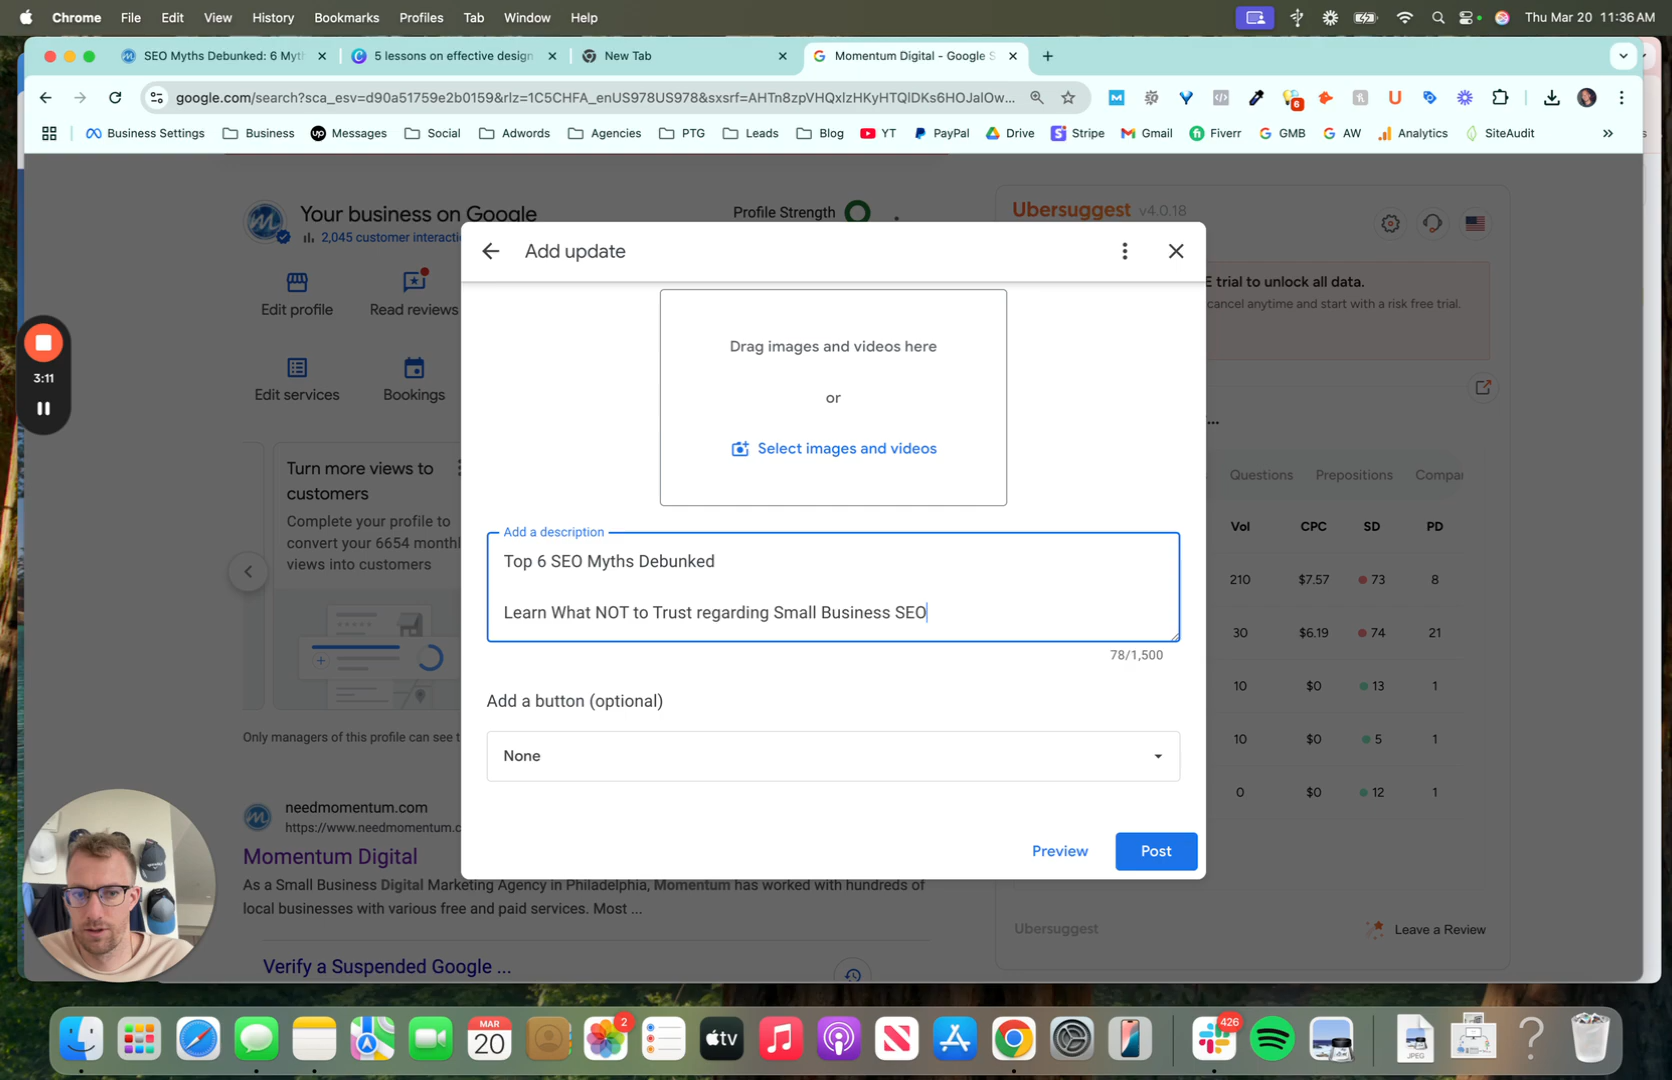 Chrome File Edit View History Bookmarks Profiles Tab Window Help Thu Mar 20 11:36 AM
SEO Myths Debunked: 6 Myth 5 lessons on effective design New Tab Momentum Digital - Google S
google.com/search?sca_esv=d90a51759e2b0159&rlz=1C5CHFA_enUS978US978&sxsrf=AHTn8zpVHQxIzHKyHTQlDKs6HOJalOw...
6
Business Settings Business Messages Social Adwords Agencies PTG Leads Blog YT PayPal Drive Stripe Gmail Fiverr GMB AW Analytics SiteAudit
Your business on Google
2,045 customer interacti
Profile Strength
Edit profile
Read reviews
Edit services
Bookings
Turn more views to
customers
Complete your profile to
convert your 6654 monthl
views into customers
Only managers of this profile can see t
needmomentum.com
https://www.needmomentum.c
Momentum Digital
As a Small Business Digital Marketing Agency in Philadelphia, Momentum has worked with hundreds of
local businesses with various free and paid services. Most ...
Verify a Suspended Google ...
3:11
Add update
Drag images and videos here
or
Select images and videos
Add a description
Top 6 SEO Myths Debunked
Learn What NOT to Trust regarding Small Business SEO
78/1,500
Add a button (optional)
None
Preview
Post
Ubersuggest v4.0.18
E trial to unlock all data.
cancel anytime and start with a risk free trial.
...
Questions Prepositions Compar
Vol CPC SD PD
210 $7.57 73 8
30 $6.19 74 21
10 $0 13 1
10 $0 5 1
0 $0 12 1
Ubersuggest
Leave a Review
MAR
20
2
tv
426
JPEG